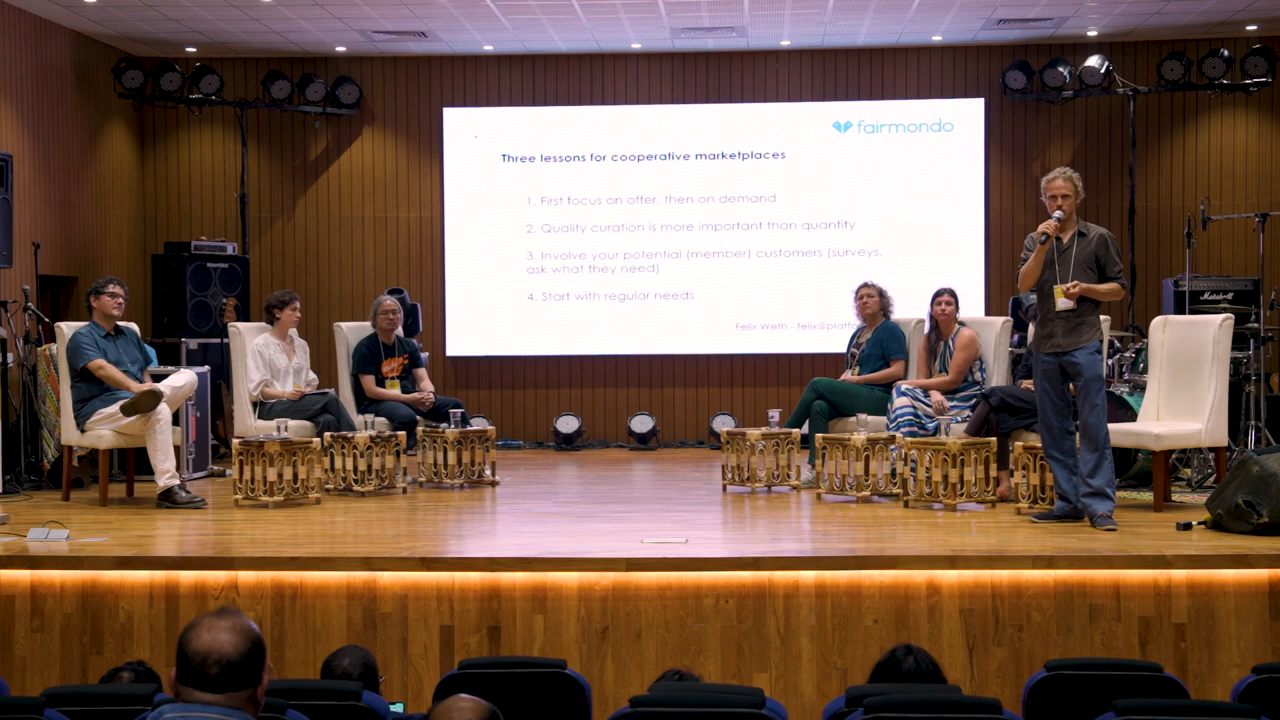 fairmondo
Three lessons for cooperative marketplaces
1. First focus on offer, then on demand
2. Quality curation is more important than quantity
3. Involve your potential (member) customers (surveys,
ask what they need)
4. Start with regular needs
Felix Weth - felix@platfo
Marshall